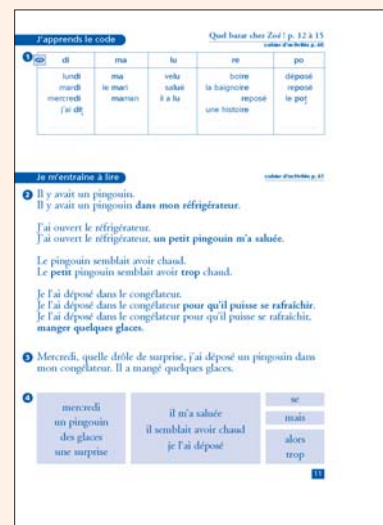 J'apprends le code
Quel bazar chez Zoé ! p. 12 à 15
cahier d'activités p. 60
1
di ma lu re po
lundi ma velu boire déposé
mardi le mari salué la baignoire reposé
mercredi maman il a lu reposé le pot
j'ai dit une histoire
Je m'entraîne à lire
cahier d'activités p. 61
2 Il y avait un pingouin.
Il y avait un pingouin dans mon réfrigérateur.
J'ai ouvert le réfrigérateur.
J'ai ouvert le réfrigérateur, un petit pingouin m'a saluée.
Le pingouin semblait avoir chaud.
Le petit pingouin semblait avoir trop chaud.
Je l'ai déposé dans le congélateur.
Je l'ai déposé dans le congélateur pour qu'il puisse se rafraîchir.
Je l'ai déposé dans le congélateur pour qu'il puisse se rafraîchir,
manger quelques glaces.
3 Mercredi, quelle drôle de surprise, j'ai déposé un pingouin dans
mon congélateur. Il a mangé quelques glaces.
4
mercredi
un pingouin
des glaces
une surprise
il m'a saluée
il semblait avoir chaud
je l'ai déposé
se
mais
alors
trop
11